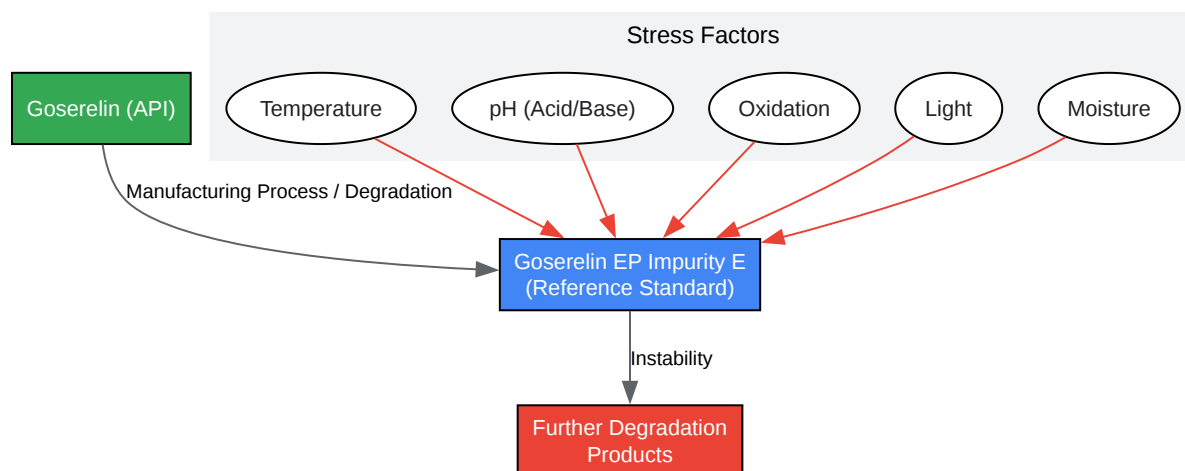 Stress Factors
Goserelin (API)
Temperature
pH (Acid/Base)
Oxidation
Light
Moisture
Manufacturing Process / Degradation
Goserelin EP Impurity E
(Reference Standard)
Instability
Further Degradation
Products